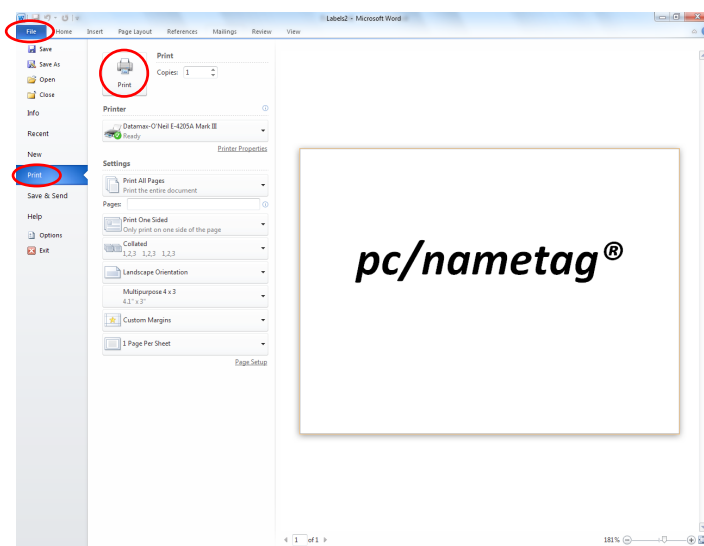 Labels2 - Microsoft Word
File Home Insert Page Layout References Mailings Review View
Save
Save As
Open
Close
Info
Recent
New
Print
Save & Send
Help
Options
Exit
Print
Print
Copies: 1
Printer
Datamax-O'Neil E-4205A Mark III
Ready
Printer Properties
Settings
Print All Pages
Print the entire document
Pages:
Print One Sided
Only print on one side of the page
Collated
1,2,3 1,2,3 1,2,3
Landscape Orientation
Multipurpose 4 x 3
4.1" x 3"
Custom Margins
1 Page Per Sheet
Page Setup
pc/nametag®
1 of 1
181%